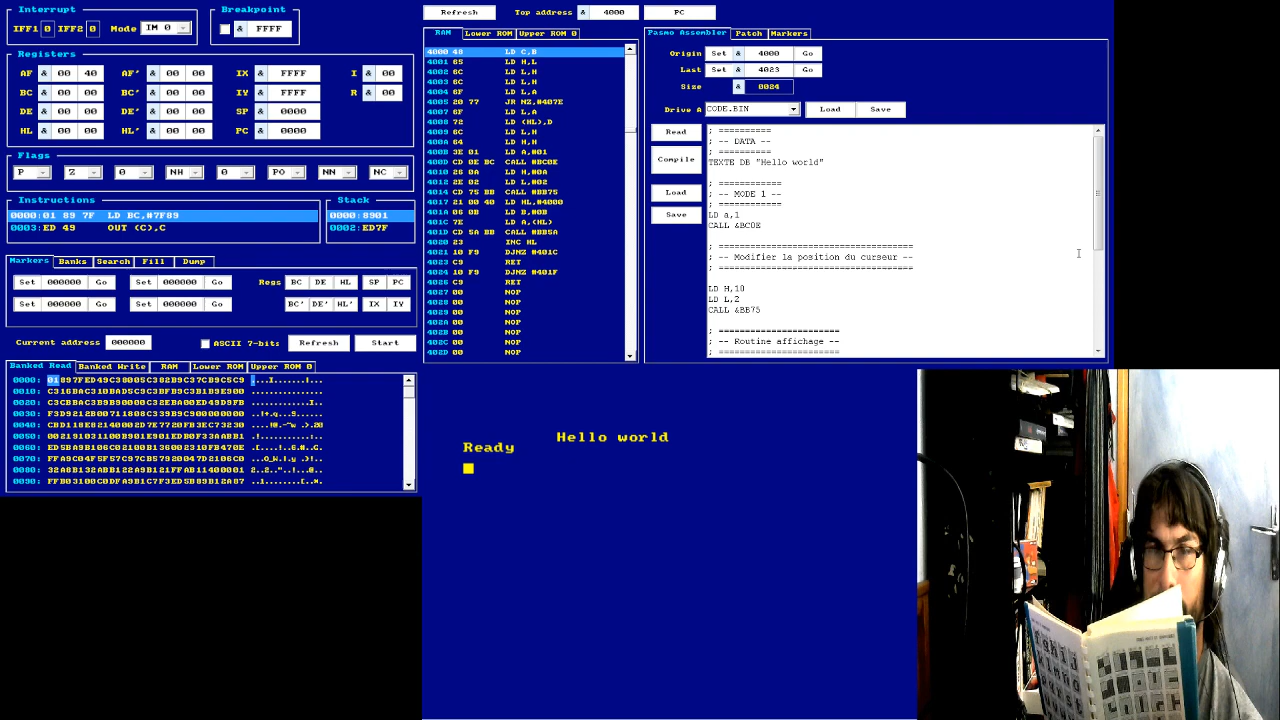 Interrupt
IFF1 0 IFF2 0 Mode IM 0
Breakpoint
& FFFF
Registers
AF & 00 40 AF' & 00 00 IX & FFFF I & 00
BC & 00 00 BC' & 00 00 IY & FFFF R & 00
DE & 00 00 DE' & 00 00 SP & 0000
HL & 00 00 HL' & 00 00 PC & 0000
Flags
P Z 0 NH 0 PO NN NC
Instructions
0000:01 89 7F LD BC,#7F89
0003:ED 49 OUT (C),C
Stack
0000:8901
0002:ED7F
Markers Banks Search Fill Dump
Set 000000 Go Set 000000 Go Regs BC DE HL SP PC
Set 000000 Go Set 000000 Go BC' DE' HL' IX IY
Current address 000000 ASCII 7-bits Refresh Start
Banked Read Banked Write RAM Lower ROM Upper ROM 0
0000: 01897FED49C38005C382B9C37CB9C5C9
0010: C316BAC310BAD5C9C3BFB9C3B1B9E900
0020: C3CBBAC3B9B90000C32EBA00ED49D9FB
0030: F3D9212B00711808C339B9C900000000
Refresh Top address & 4000 PC
RAM Lower ROM Upper ROM 0
4000 48 LD C,B
4001 65 LD H,L
4002 6C LD L,H
4003 6C LD L,H
4004 6F LD L,A
4005 20 77 JR NZ,#407E
4007 6F LD L,A
4008 72 LD (HL),D
4009 6C LD L,H
400A 64 LD H,H
400B 3E 01 LD A,#01
400D CD 0E BC CALL #BC0E
4010 26 0A LD H,#0A
4012 2E 02 LD L,#02
4014 CD 75 BB CALL #BB75
4017 21 00 40 LD HL,#4000
401A 06 0B LD B,#0B
401C 7E LD A,(HL)
401D CD 5A BB CALL #BB5A
4020 23 INC HL
4021 10 F9 DJNZ #401C
4023 C9 RET
4024 10 F9 DJNZ #401F
4026 C9 RET
4027 00 NOP
4028 00 NOP
4029 00 NOP
402A 00 NOP
402B 00 NOP
402C 00 NOP
402D 00 NOP
Pasmo Assembler Patch Markers
Origin Set & 4000 Go
Last Set & 4023 Go
Size & 0024
Drive A CODE.BIN Load Save
Read
Compile
Load
Save
; ==========
; -- DATA --
; ==========
TEXTE DB "Hello world"
; ============
; -- MODE 1 --
; ============
LD a,1
CALL &BC0E
; ===================================
; -- Modifier la position du curseur --
; ===================================
LD H,10
LD L,2
CALL &BB75
; =======================
; -- Routine affichage --
; =======================
Hello world
Ready